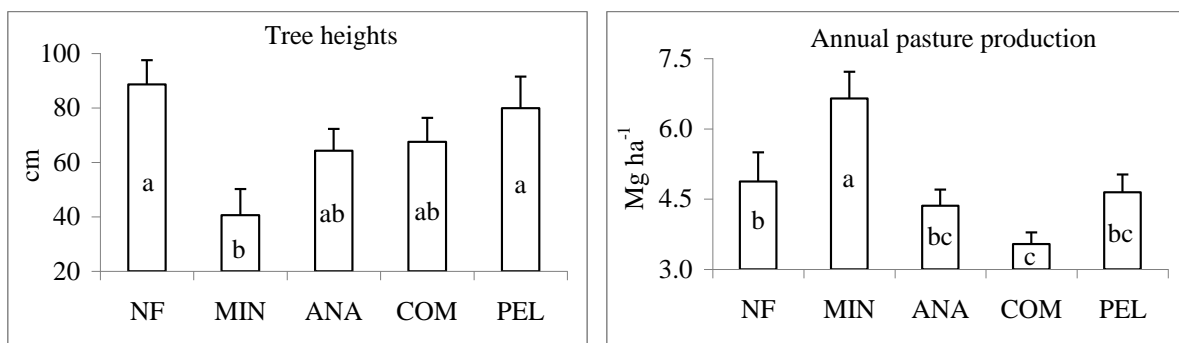 Tree heights
100
80
60
40
20
cm
a
b
ab
ab
a
NF MIN ANA COM PEL
Annual pasture production
7.5
6.0
4.5
3.0
Mg ha⁻¹
b
a
bc
c
bc
NF MIN ANA COM PEL